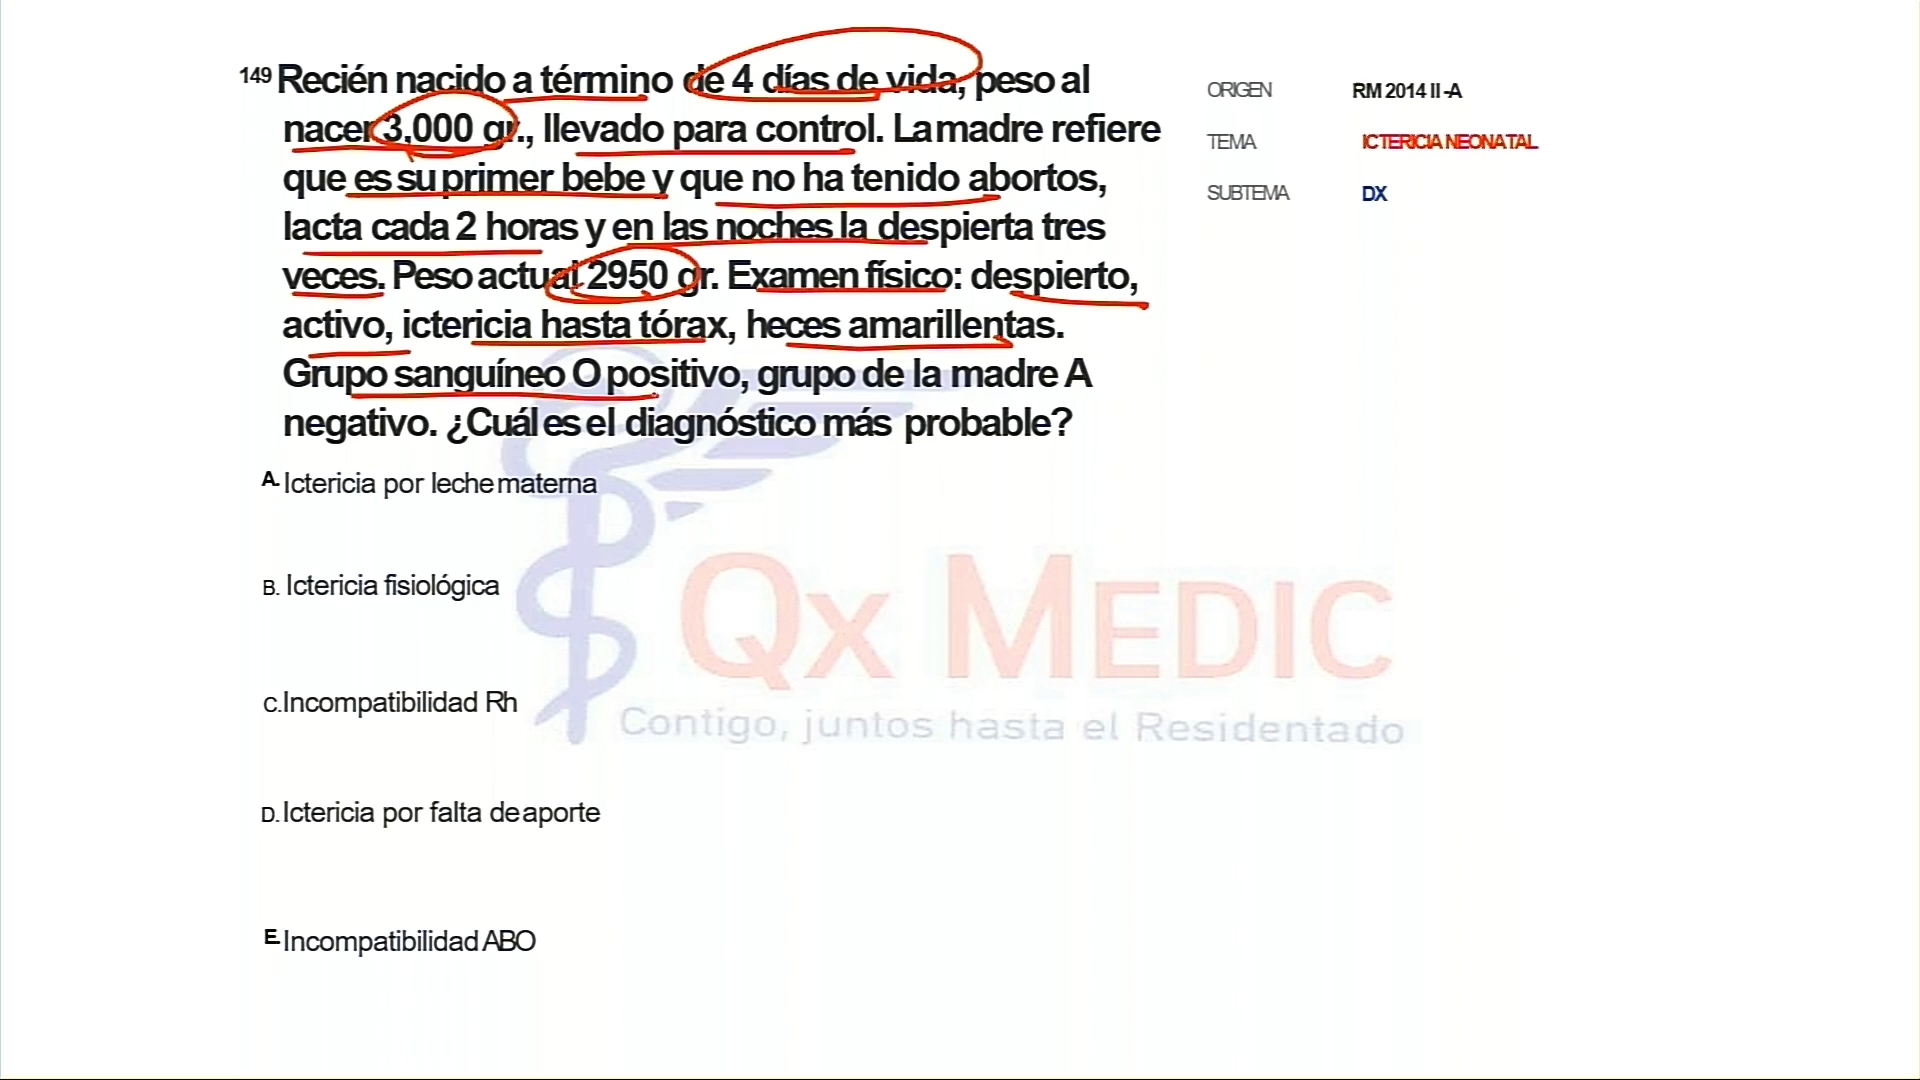 149 Recién nacido a término de 4 días de vida, peso al
nacer 3,000 gr., llevado para control. La madre refiere
que es su primer bebe y que no ha tenido abortos,
lacta cada 2 horas y en las noches la despierta tres
veces. Peso actual 2950 gr. Examen físico: despierto,
activo, ictericia hasta tórax, heces amarillentas.
Grupo sanguíneo O positivo, grupo de la madre A
negativo. ¿Cuál es el diagnóstico más probable?
A. Ictericia por leche materna
B. Ictericia fisiológica
C. Incompatibilidad Rh
D. Ictericia por falta de aporte
E. Incompatibilidad ABO
ORIGEN RM 2014 II -A
TEMA ICTERICIA NEONATAL
SUBTEMA DX
QX MEDIC
Contigo, juntos hasta el Residentado